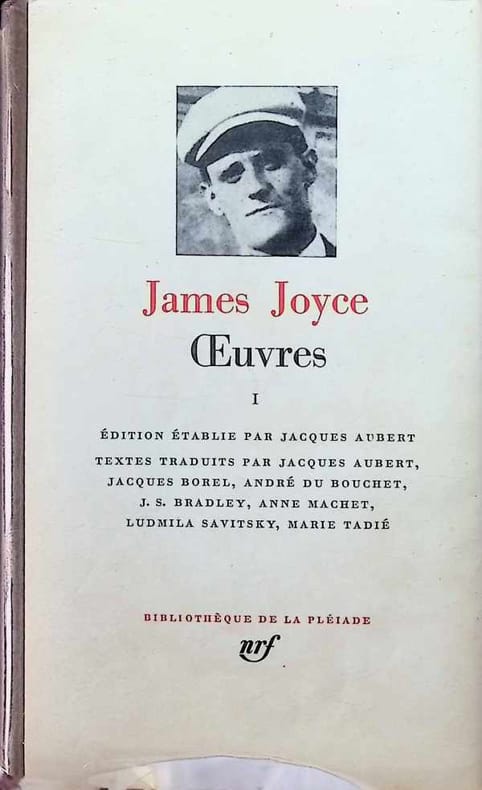 James Joyce
Œuvres
I
ÉDITION ÉTABLIE PAR JACQUES AUBERT
TEXTES TRADUITS PAR JACQUES AUBERT,
JACQUES BOREL, ANDRÉ DU BOUCHET,
J. S. BRADLEY, ANNE MACHET,
LUDMILA SAVITSKY, MARIE TADIÉ
BIBLIOTHÈQUE DE LA PLÉIADE
nrf